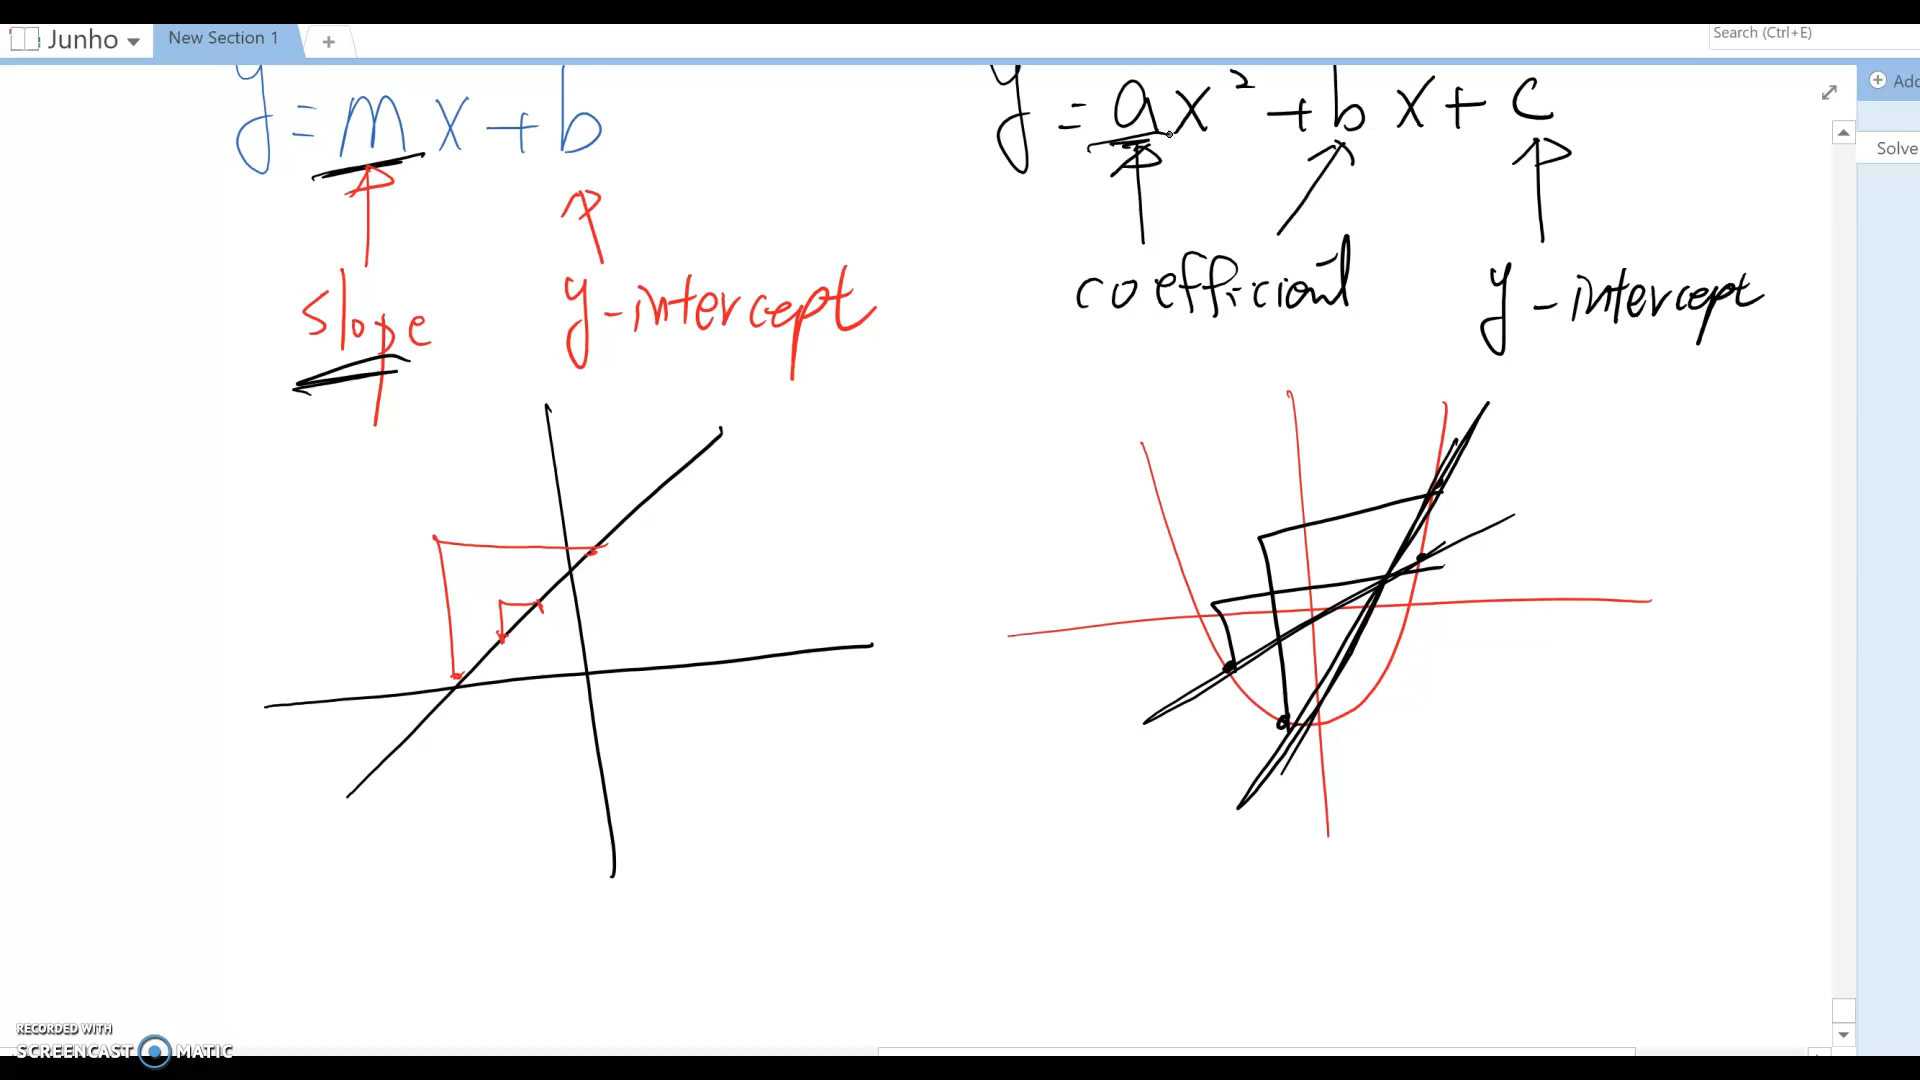 Junho
New Section 1
+
Search (Ctrl+E)
y = mx + b
y = ax² + bx + c
Add
Solve
slope
y-intercept
coefficient
y-intercept
RECORDED WITH
SCREENCAST MATIC